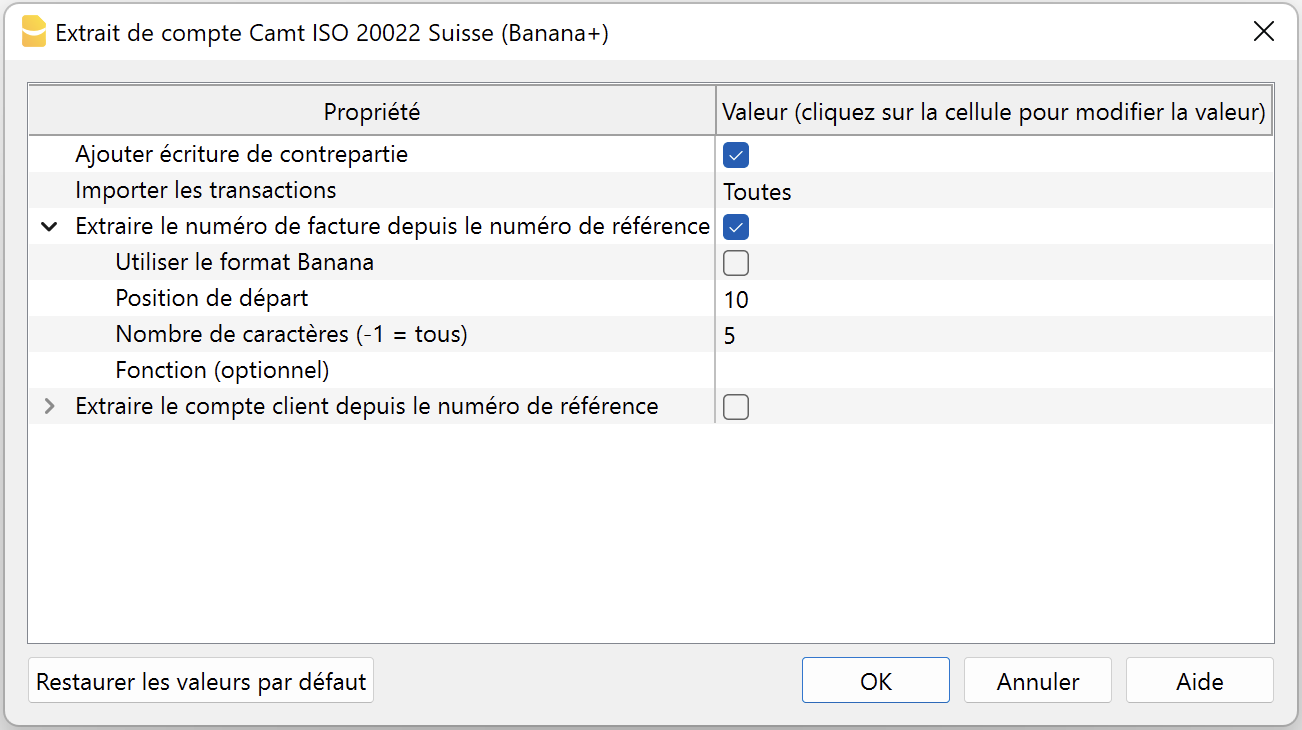 Extrait de compte Camt ISO 20022 Suisse (Banana+)
Propriété
Valeur (cliquez sur la cellule pour modifier la valeur)
Ajouter écriture de contrepartie
Importer les transactions
Toutes
Extraire le numéro de facture depuis le numéro de référence
Utiliser le format Banana
Position de départ
10
Nombre de caractères (-1 = tous)
5
Fonction (optionnel)
Extraire le compte client depuis le numéro de référence
Restaurer les valeurs par défaut
OK
Annuler
Aide